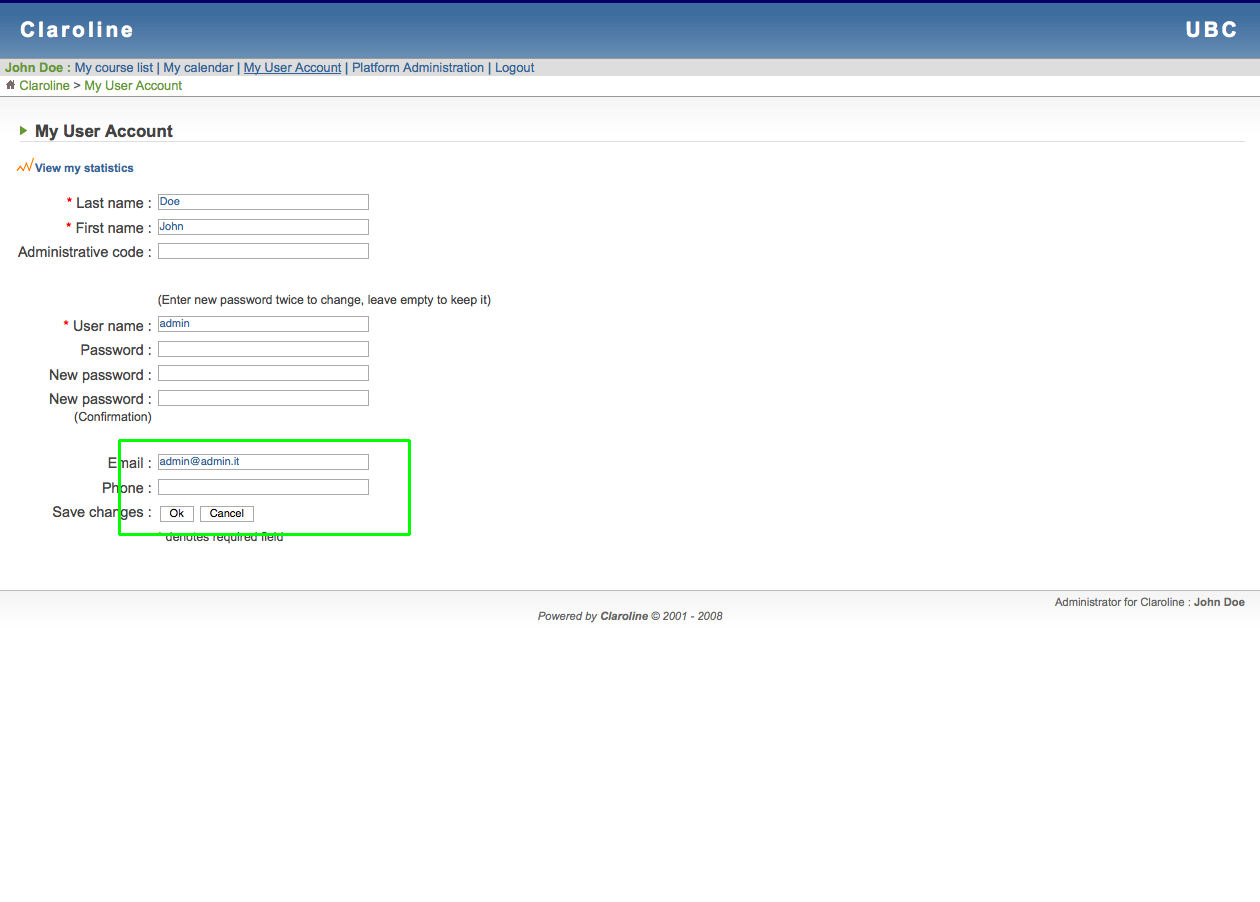 Claroline
UBC
John Doe : My course list | My calendar | My User Account | Platform Administration | Logout
Claroline > My User Account
My User Account
View my statistics
* Last name : Doe
* First name : John
Administrative code :
(Enter new password twice to change, leave empty to keep it)
* User name : admin
Password :
New password :
New password :
(Confirmation)
Email : admin@admin.it
Phone :
Save changes : Ok Cancel
* denotes required field
Administrator for Claroline : John Doe
Powered by Claroline © 2001 - 2008